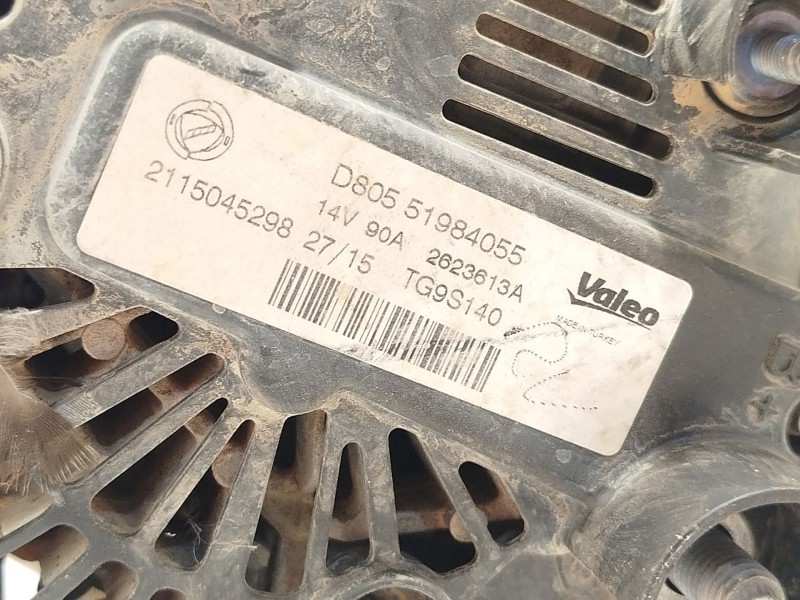 D805 51984055
14V 90A 2623613A
2115045298 27/15 TG9S140
Valeo
MADE IN TURKEY